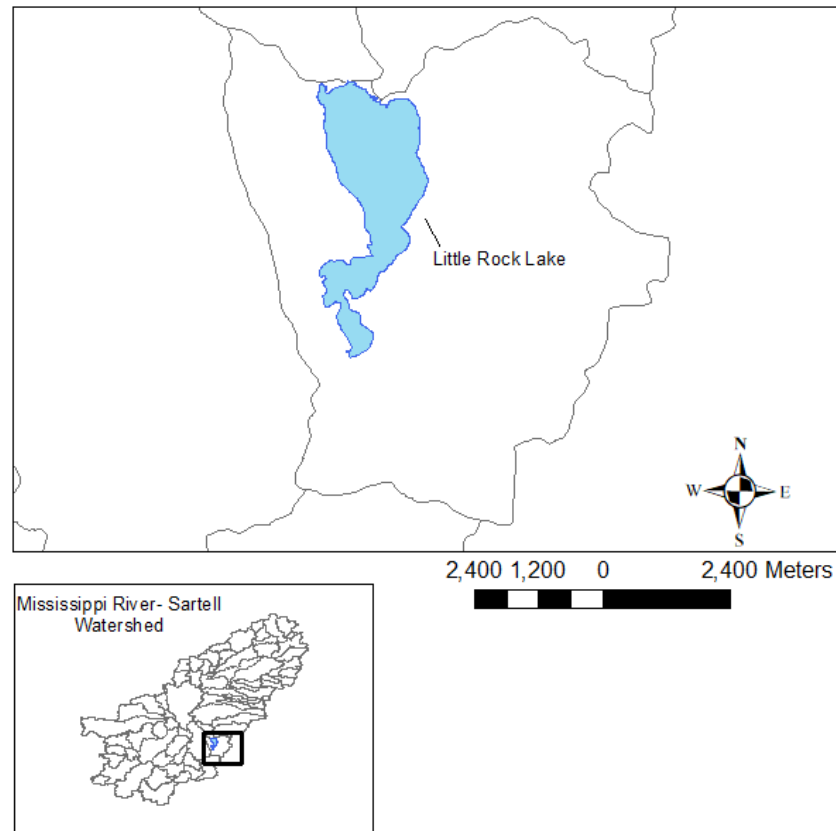 Little Rock Lake
N
W E
S
2,400 1,200 0 2,400 Meters
Mississippi River- Sartell
Watershed